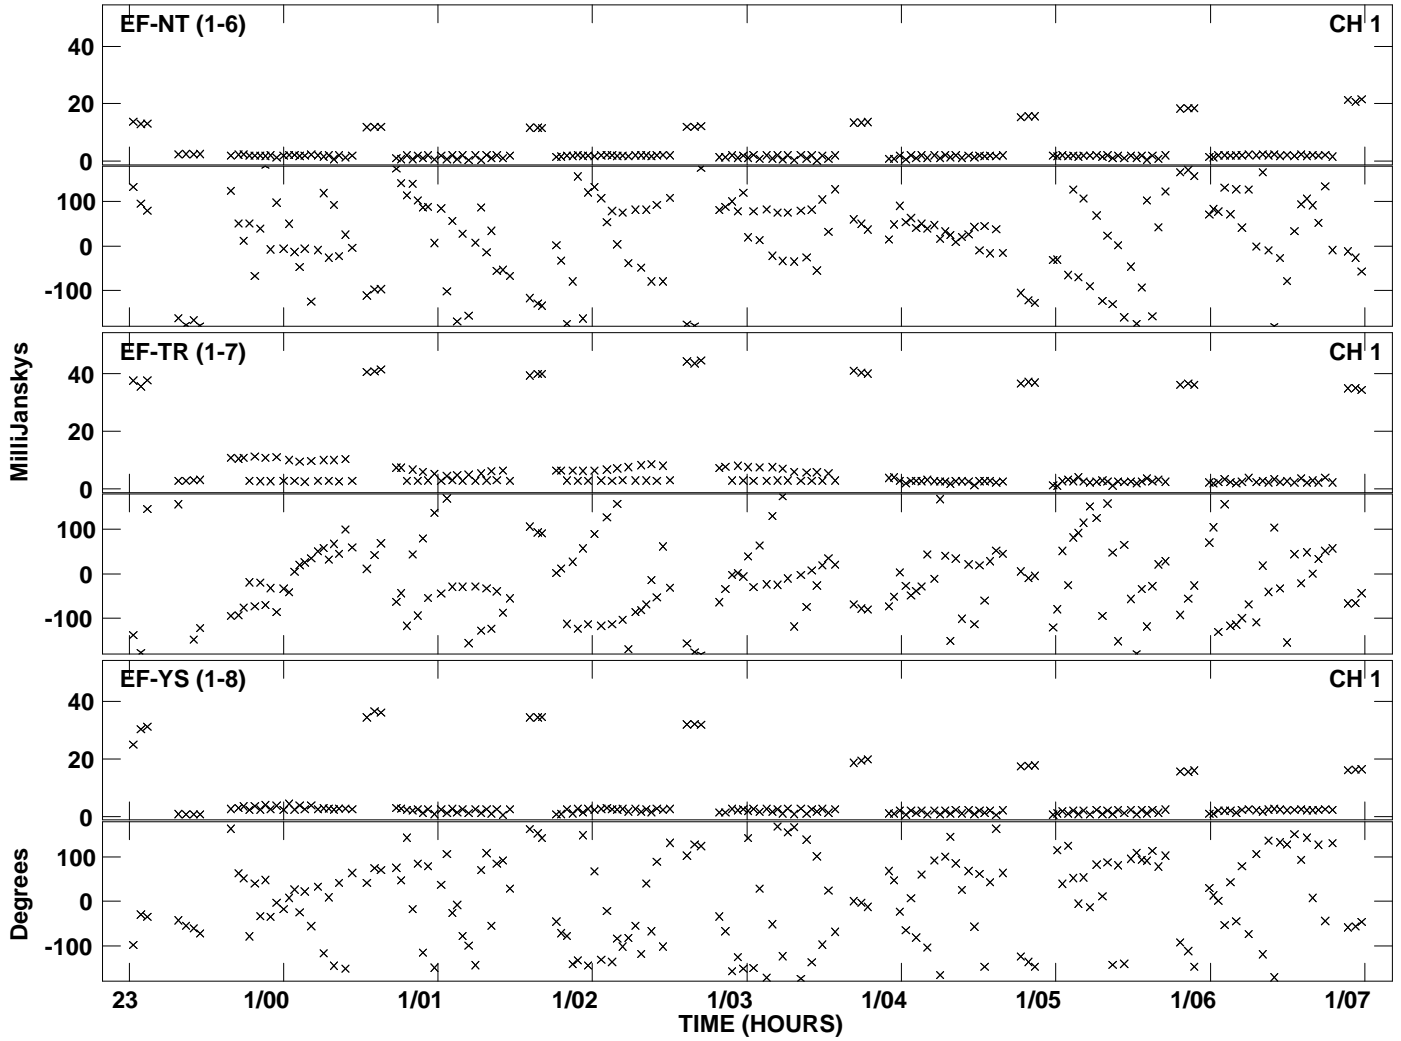 EF-NT (1-6) CH 1
40
20
0
100
0
-100
EF-TR (1-7) CH 1
40
20
0
100
0
-100
EF-YS (1-8) CH 1
40
20
0
100
0
-100
MilliJanskys
Degrees
23 1/00 1/01 1/02 1/03 1/04 1/05 1/06 1/07
TIME (HOURS)